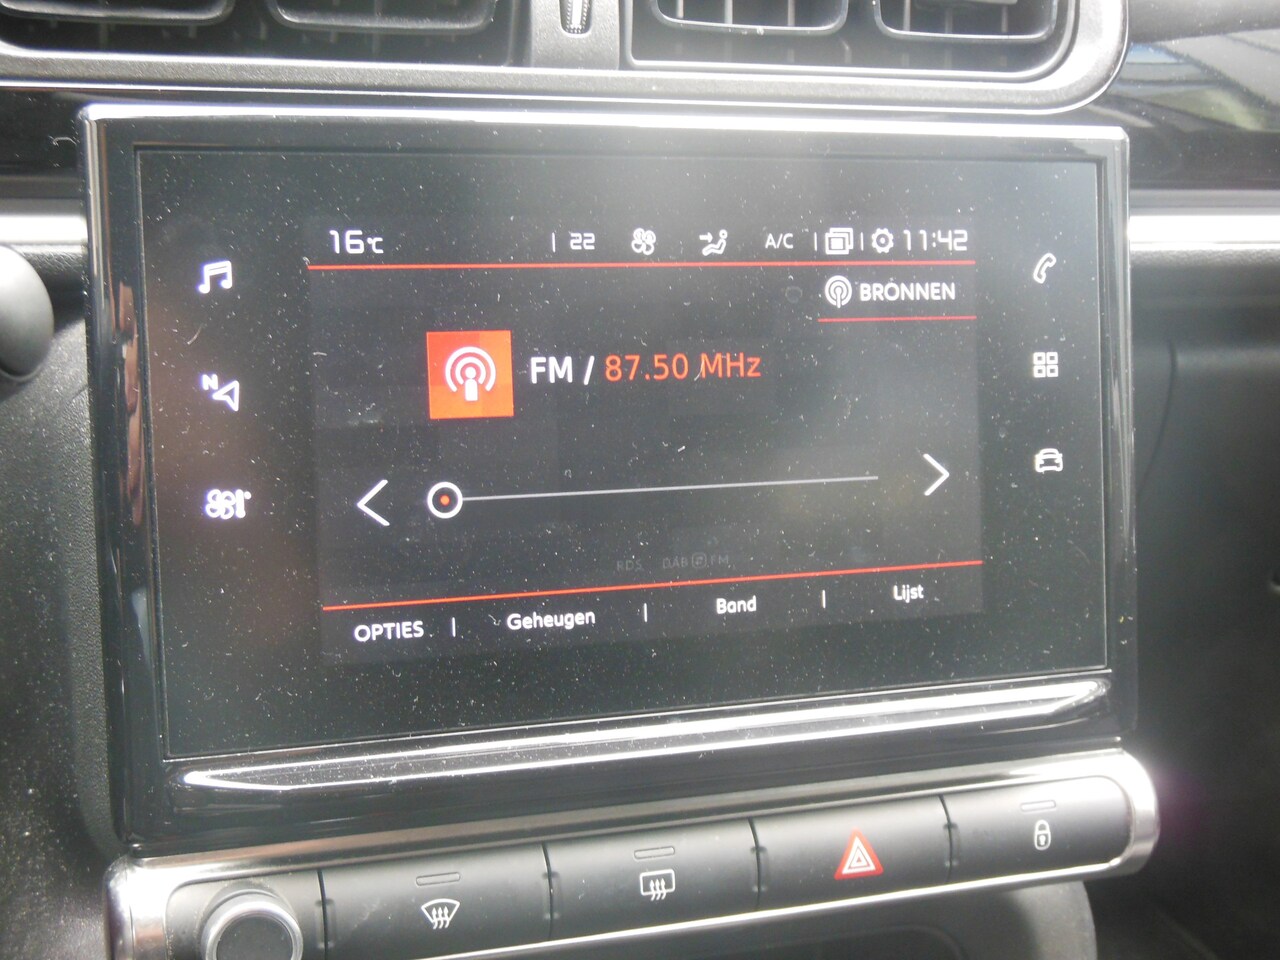 16°C 22 A/C 11:42
BRONNEN
FM / 87.50 MHz
N
RDS DAB FM
OPTIES | Geheugen | Band | Lijst